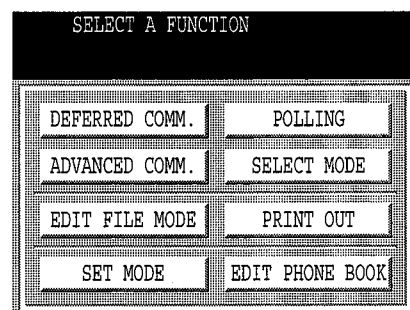 SELECT A FUNCTION
DEFERRED COMM. POLLING
ADVANCED COMM. SELECT MODE
EDIT FILE MODE PRINT OUT
SET MODE EDIT PHONE BOOK